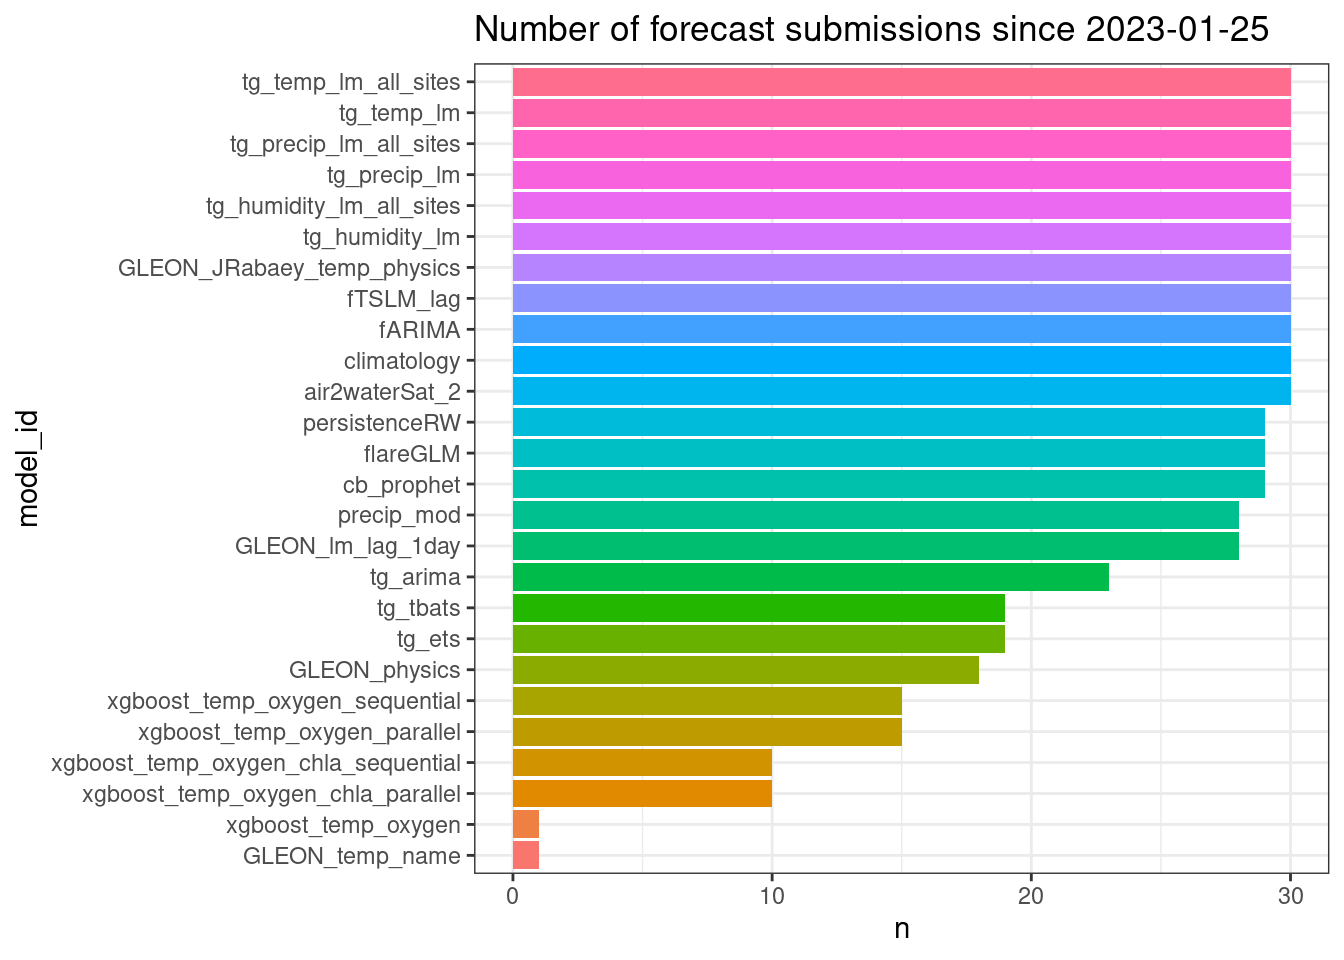 Number of forecast submissions since 2023-01-25
tg_temp_lm_all_sites
tg_temp_lm
tg_precip_lm_all_sites
tg_precip_lm
tg_humidity_lm_all_sites
tg_humidity_lm
GLEON_JRabaey_temp_physics
fTSLM_lag
fARIMA
climatology
air2waterSat_2
persistenceRW
flareGLM
cb_prophet
precip_mod
GLEON_lm_lag_1day
tg_arima
tg_tbats
tg_ets
GLEON_physics
xgboost_temp_oxygen_sequential
xgboost_temp_oxygen_parallel
xgboost_temp_oxygen_chla_sequential
xgboost_temp_oxygen_chla_parallel
xgboost_temp_oxygen
GLEON_temp_name
model_id
0 10 20 30
n